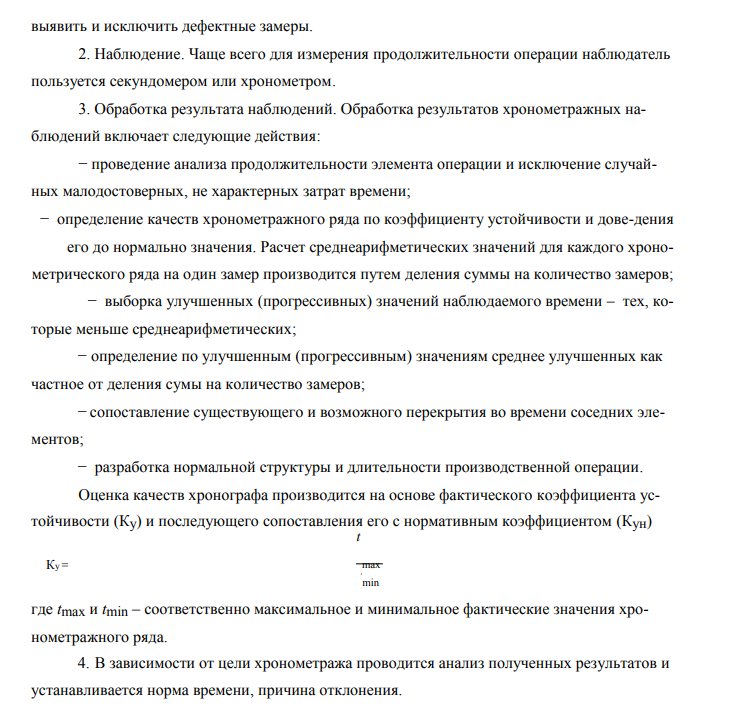 выявить и исключить дефектные замеры.
2. Наблюдение. Чаще всего для измерения продолжительности операции наблюдатель
пользуется секундомером или хронометром.
3. Обработка результата наблюдений. Обработка результатов хронометражных на-
блюдений включает следующие действия:
− проведение анализа продолжительности элемента операции и исключение случай-
ных малодостоверных, не характерных затрат времени;
− определение качеств хронометражного ряда по коэффициенту устойчивости и дове-дения
его до нормально значения. Расчет среднеарифметических значений для каждого хроно-
метрического ряда на один замер производится путем деления суммы на количество замеров;
− выборка улучшенных (прогрессивных) значений наблюдаемого времени – тех, ко-
торые меньше среднеарифметических;
− определение по улучшенным (прогрессивным) значениям среднее улучшенных как
частное от деления сумы на количество замеров;
− сопоставление существующего и возможного перекрытия во времени соседних эле-
ментов;
− разработка нормальной структуры и длительности производственной операции.
Оценка качеств хронографа производится на основе фактического коэффициента ус-
тойчивости (Ку) и последующего сопоставления его с нормативным коэффициентом (Кун)
t
Ку = max
min
где tmax и tmin – соответственно максимальное и минимальное фактические значения хро-
нометражного ряда.
4. В зависимости от цели хронометража проводится анализ полученных результатов и
устанавливается норма времени, причина отклонения.